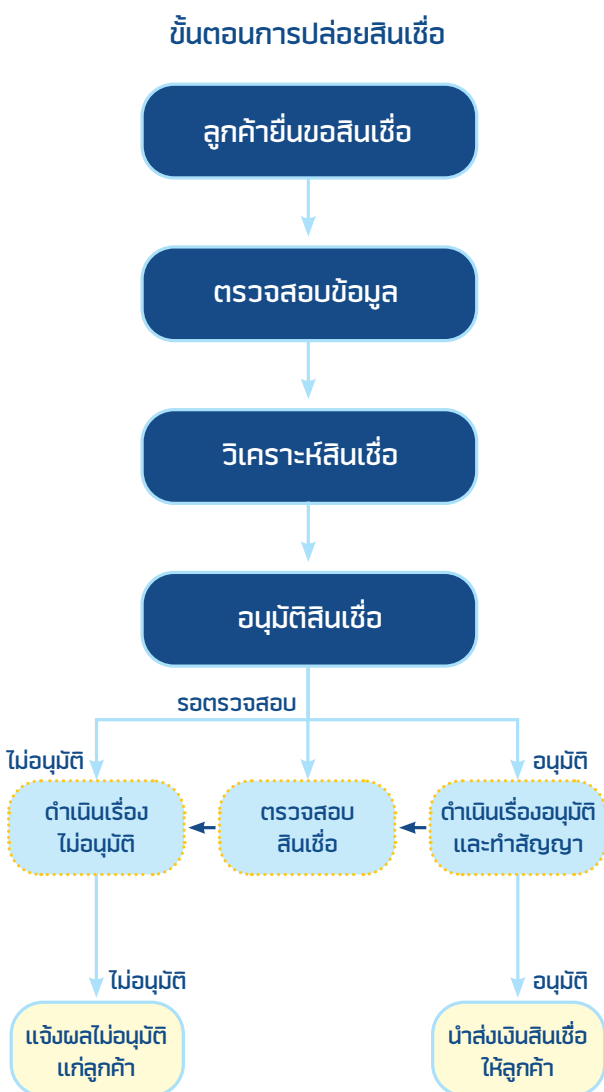 ขั้นตอนการปล่อยสินเชื่อ
ลูกค้ายื่นขอสินเชื่อ
ตรวจสอบข้อมูล
วิเคราะห์สินเชื่อ
อนุมัติสินเชื่อ
รอตรวจสอบ
ไม่อนุมัติ
อนุมัติ
ดำเนินเรื่อง
ไม่อนุมัติ
ตรวจสอบ
สินเชื่อ
ดำเนินเรื่องอนุมัติ
และทำสัญญา
ไม่อนุมัติ
อนุมัติ
แจ้งผลไม่อนุมัติ
แก่ลูกค้า
นำส่งเงินสินเชื่อ
ให้ลูกค้า